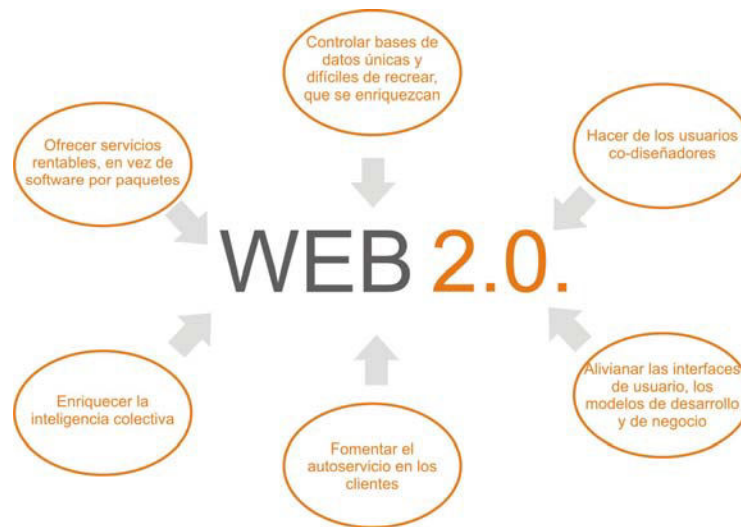 Controlar bases de
datos únicas y
difíciles de recrear,
que se enriquezcan
Ofrecer servicios
rentables, en vez de
software por paquetes
Hacer de los usuarios
co-diseñadores
WEB 2.0.
Enriquecer la
inteligencia colectiva
Alivianar las interfaces
de usuario, los
modelos de desarrollo
y de negocio
Fomentar el
autoservicio en los
clientes